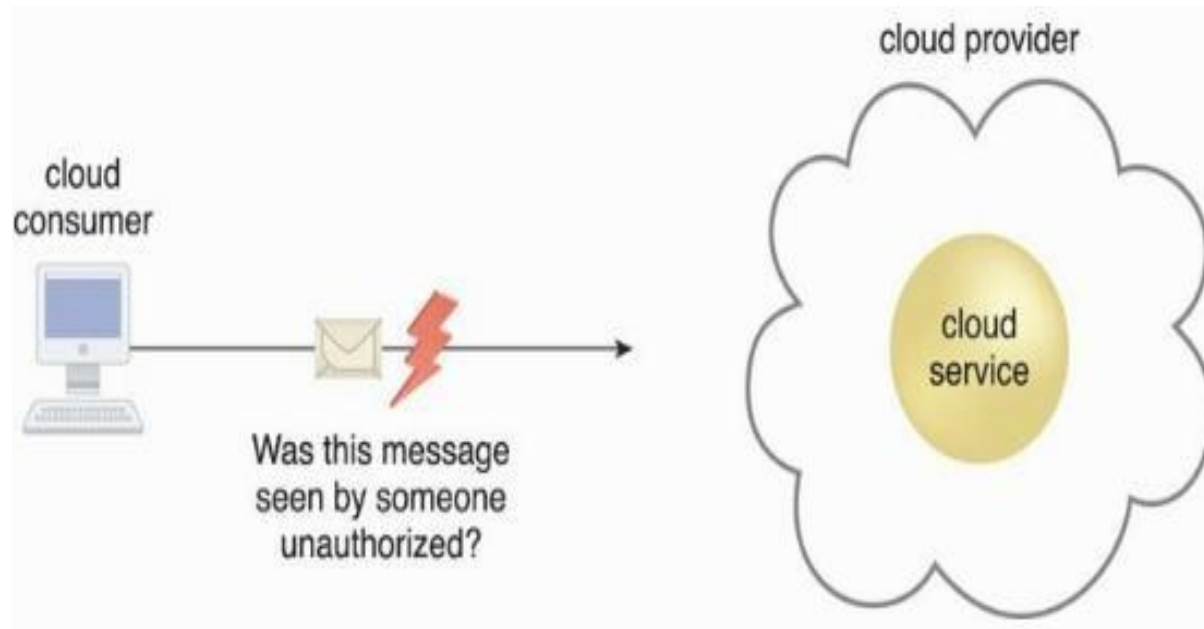 cloud provider
cloud
consumer
cloud
service
Was this message
seen by someone
unauthorized?